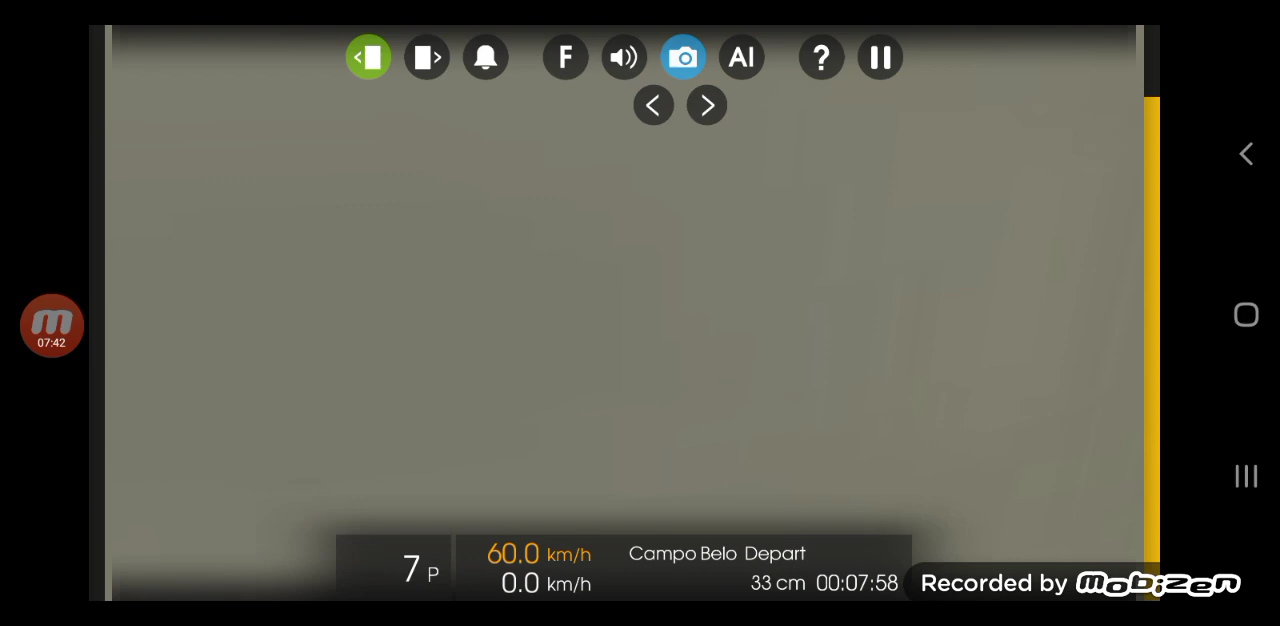 F AI ?
m
07:42
7 P
60.0 km/h
0.0 km/h
Campo Belo Depart
33 cm 00:07:58
Recorded by mobizen